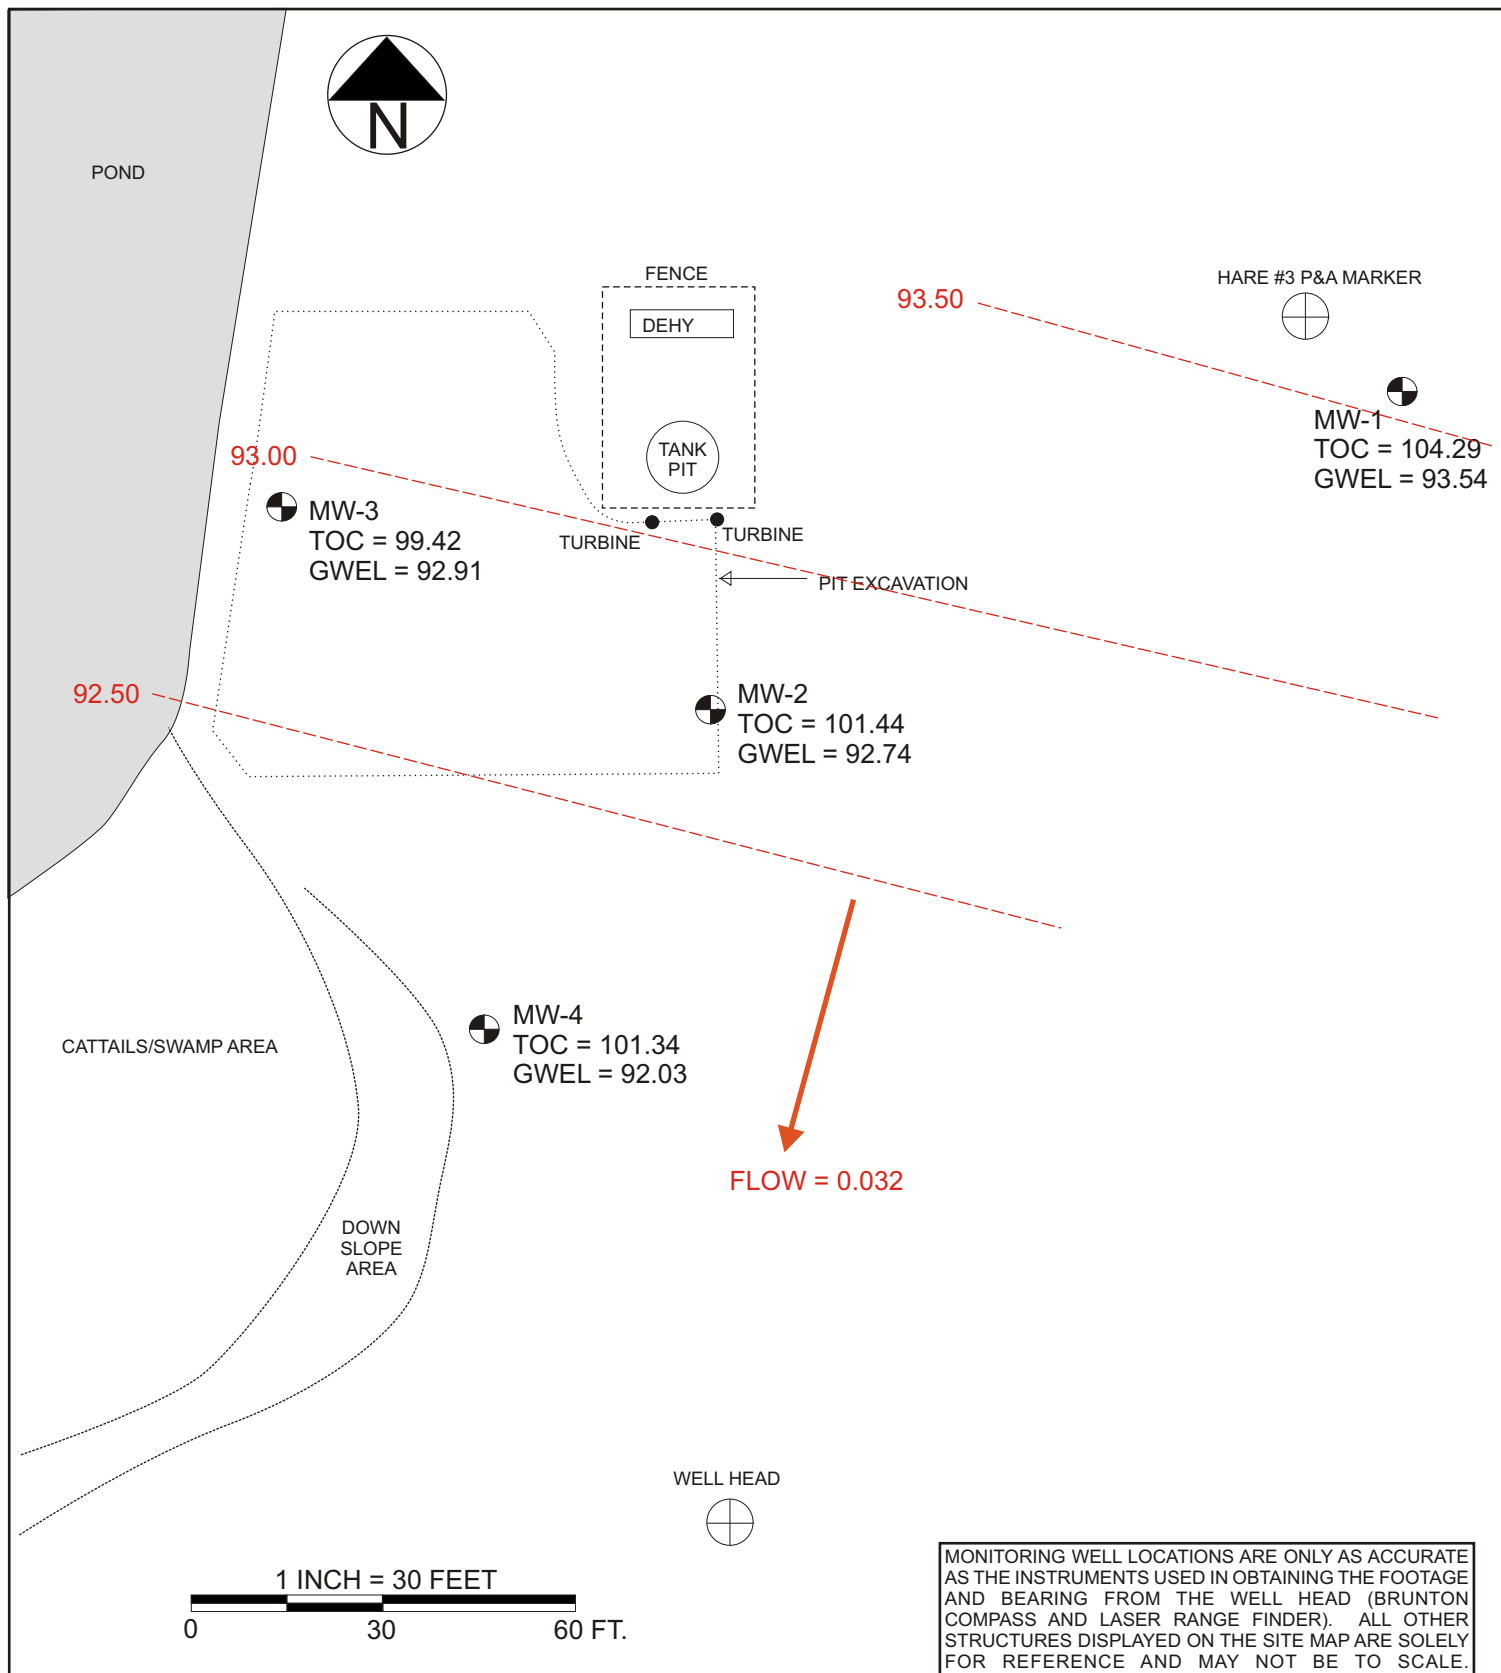 N
POND
FENCE
DEHY
TANK
PIT
93.50
HARE #3 P&A MARKER
MW-1
TOC = 104.29
GWEL = 93.54
93.00
MW-3
TOC = 99.42
GWEL = 92.91
TURBINE
TURBINE
PIT EXCAVATION
92.50
MW-2
TOC = 101.44
GWEL = 92.74
MW-4
TOC = 101.34
GWEL = 92.03
CATTAILS/SWAMP AREA
FLOW = 0.032
DOWN
SLOPE
AREA
WELL HEAD
1 INCH = 30 FEET
0 30 60 FT.
MONITORING WELL LOCATIONS ARE ONLY AS ACCURATE
AS THE INSTRUMENTS USED IN OBTAINING THE FOOTAGE
AND BEARING FROM THE WELL HEAD (BRUNTON
COMPASS AND LASER RANGE FINDER). ALL OTHER
STRUCTURES DISPLAYED ON THE SITE MAP ARE SOLELY
FOR REFERENCE AND MAY NOT BE TO SCALE.